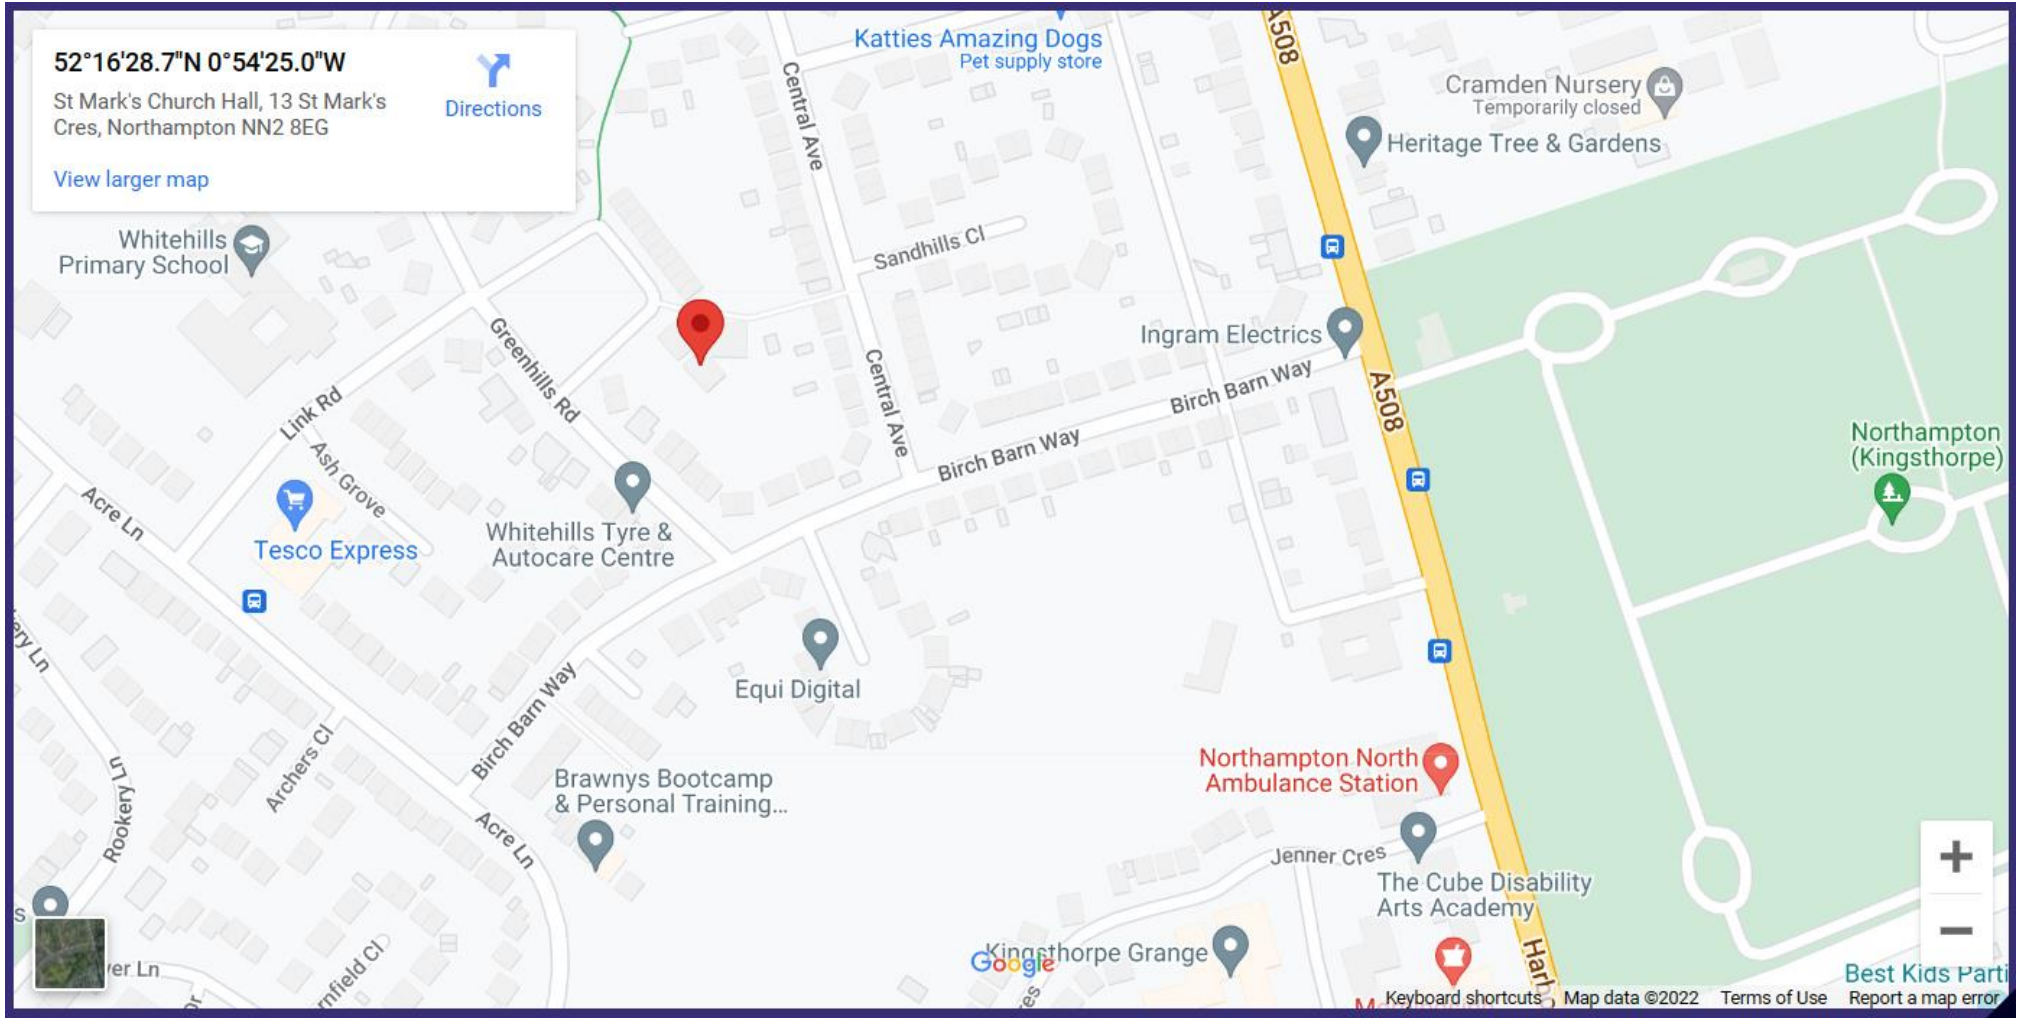 52°16'28.7"N 0°54'25.0"W
St Mark's Church Hall, 13 St Mark's
Cres, Northampton NN2 8EG
Directions
View larger map
Katties Amazing Dogs
Pet supply store
A508
Cramden Nursery
Temporarily closed
Heritage Tree & Gardens
Central Ave
Whitehills
Primary School
Sandhills Cl
Ingram Electrics
Greenhills Rd
Link Rd
Central Ave
Birch Barn Way
A508
Birch Barn Way
Northampton
(Kingsthorpe)
Ash Grove
Acre Ln
Tesco Express
Whitehills Tyre &
Autocare Centre
Equi Digital
Birch Barn Way
Archers Cl
Rookery Ln
Northampton North
Ambulance Station
Brawnys Bootcamp
& Personal Training...
Acre Ln
Jenner Cres
The Cube Disability
Arts Academy
Kingsthorpe Grange
Google
Best Kids Parti
Keyboard shortcuts
Map data ©2022
Terms of Use
Report a map error